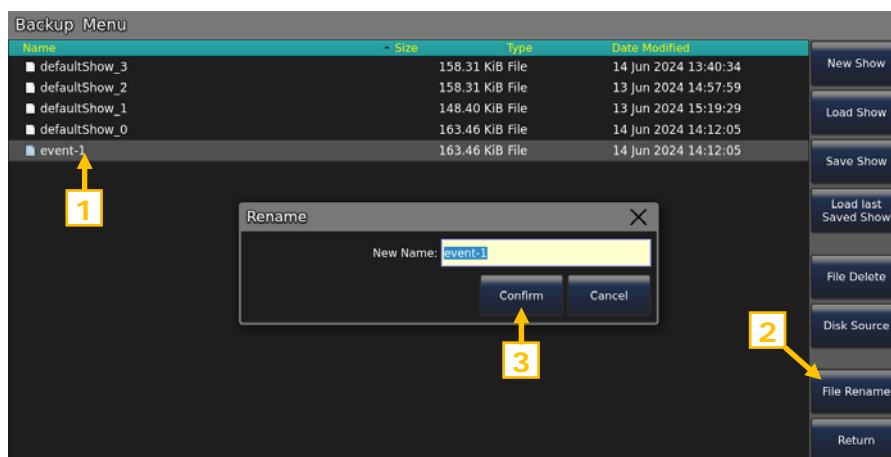 Backup Menu
Name Size Type Date Modified
defaultShow_3 158.31 KiB File 14 Jun 2024 13:40:34
defaultShow_2 158.31 KiB File 13 Jun 2024 14:57:59
defaultShow_1 148.40 KiB File 13 Jun 2024 15:19:29
defaultShow_0 163.46 KiB File 14 Jun 2024 14:12:05
event-1 163.46 KiB File 14 Jun 2024 14:12:05
1
Rename
New Name: event-1
Confirm Cancel
3
2
New Show
Load Show
Save Show
Load last
Saved Show
File Delete
Disk Source
File Rename
Return